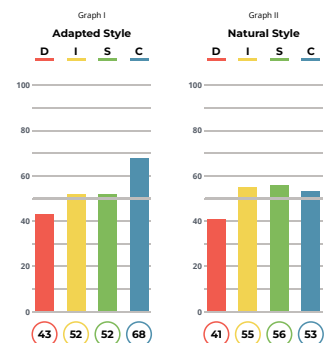 Graph I
Adapted Style
D I S C
100
80
60
40
20
0
43 52 52 68
Graph II
Natural Style
D I S C
100
80
60
40
20
0
41 55 56 53